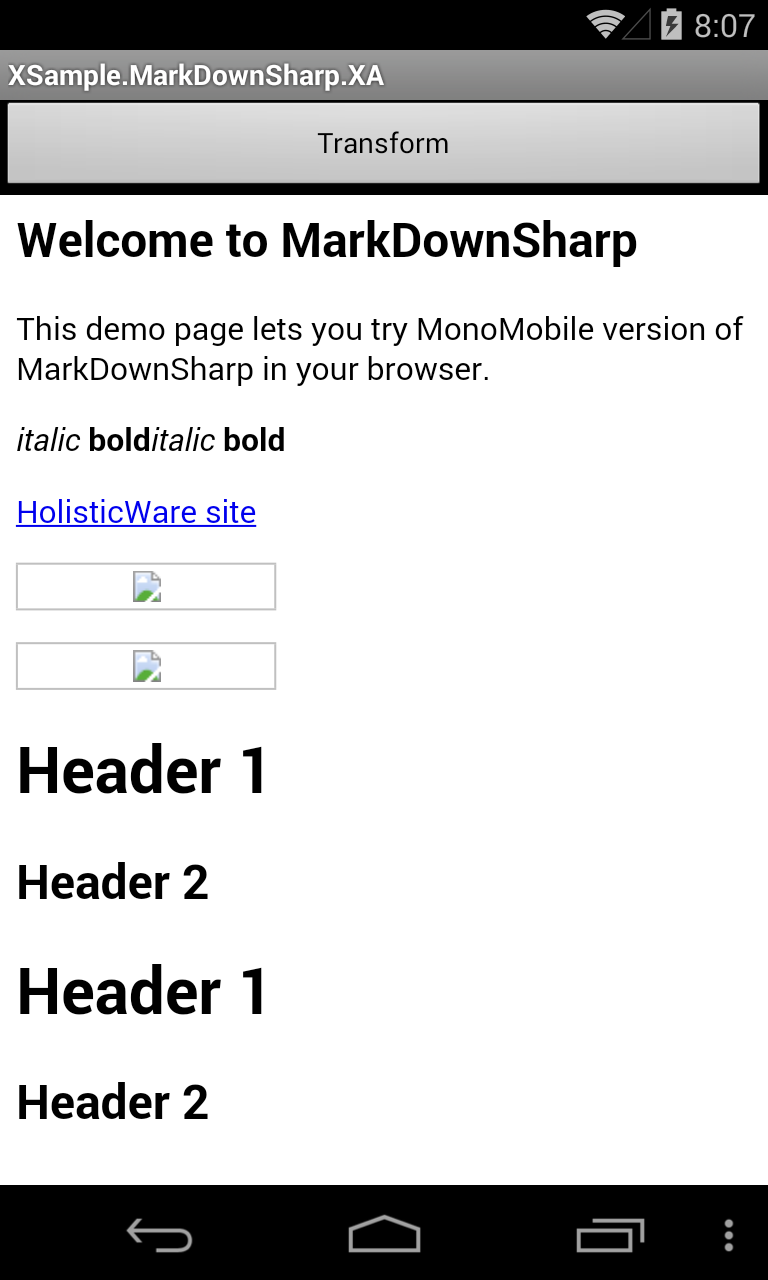 8:07
XSample.MarkDownSharp.XA
Transform
Welcome to MarkDownSharp
This demo page lets you try MonoMobile version of
MarkDownSharp in your browser.
italic bolditalic bold
HolisticWare site
Header 1
Header 2
Header 1
Header 2